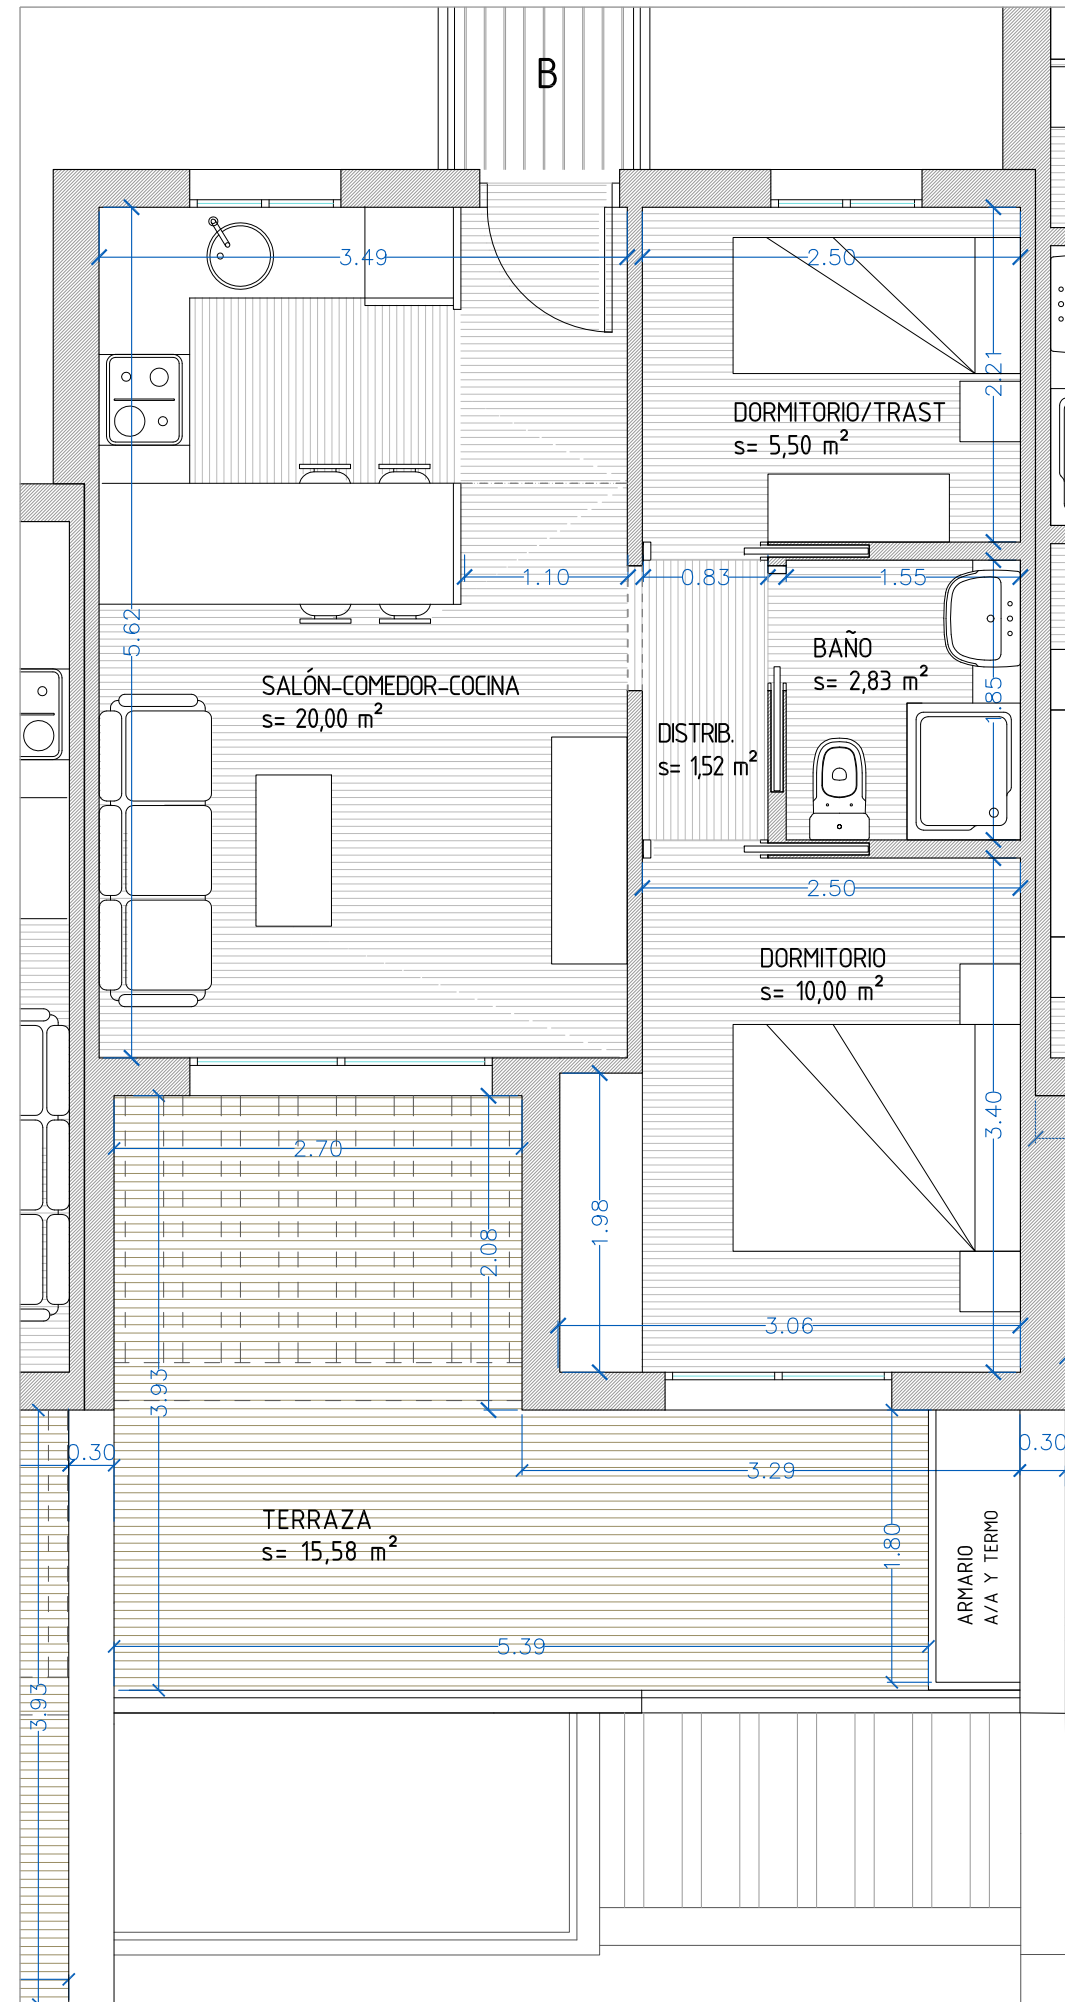 B
3.49
2.50
2.21
DORMITORIO/TRAST
s= 5,50 m²
1.10
0.83
1.55
5.62
BAÑO
s= 2,83 m²
SALÓN-COMEDOR-COCINA
s= 20,00 m²
1.85
DISTRIB.
s= 1,52 m²
2.50
DORMITORIO
s= 10,00 m²
3.40
2.70
1.98
2.08
3.06
3.93
0.30
0.30
3.29
TERRAZA
s= 15,58 m²
1.80
ARMARIO
A/A Y TERMO
5.39
3.93